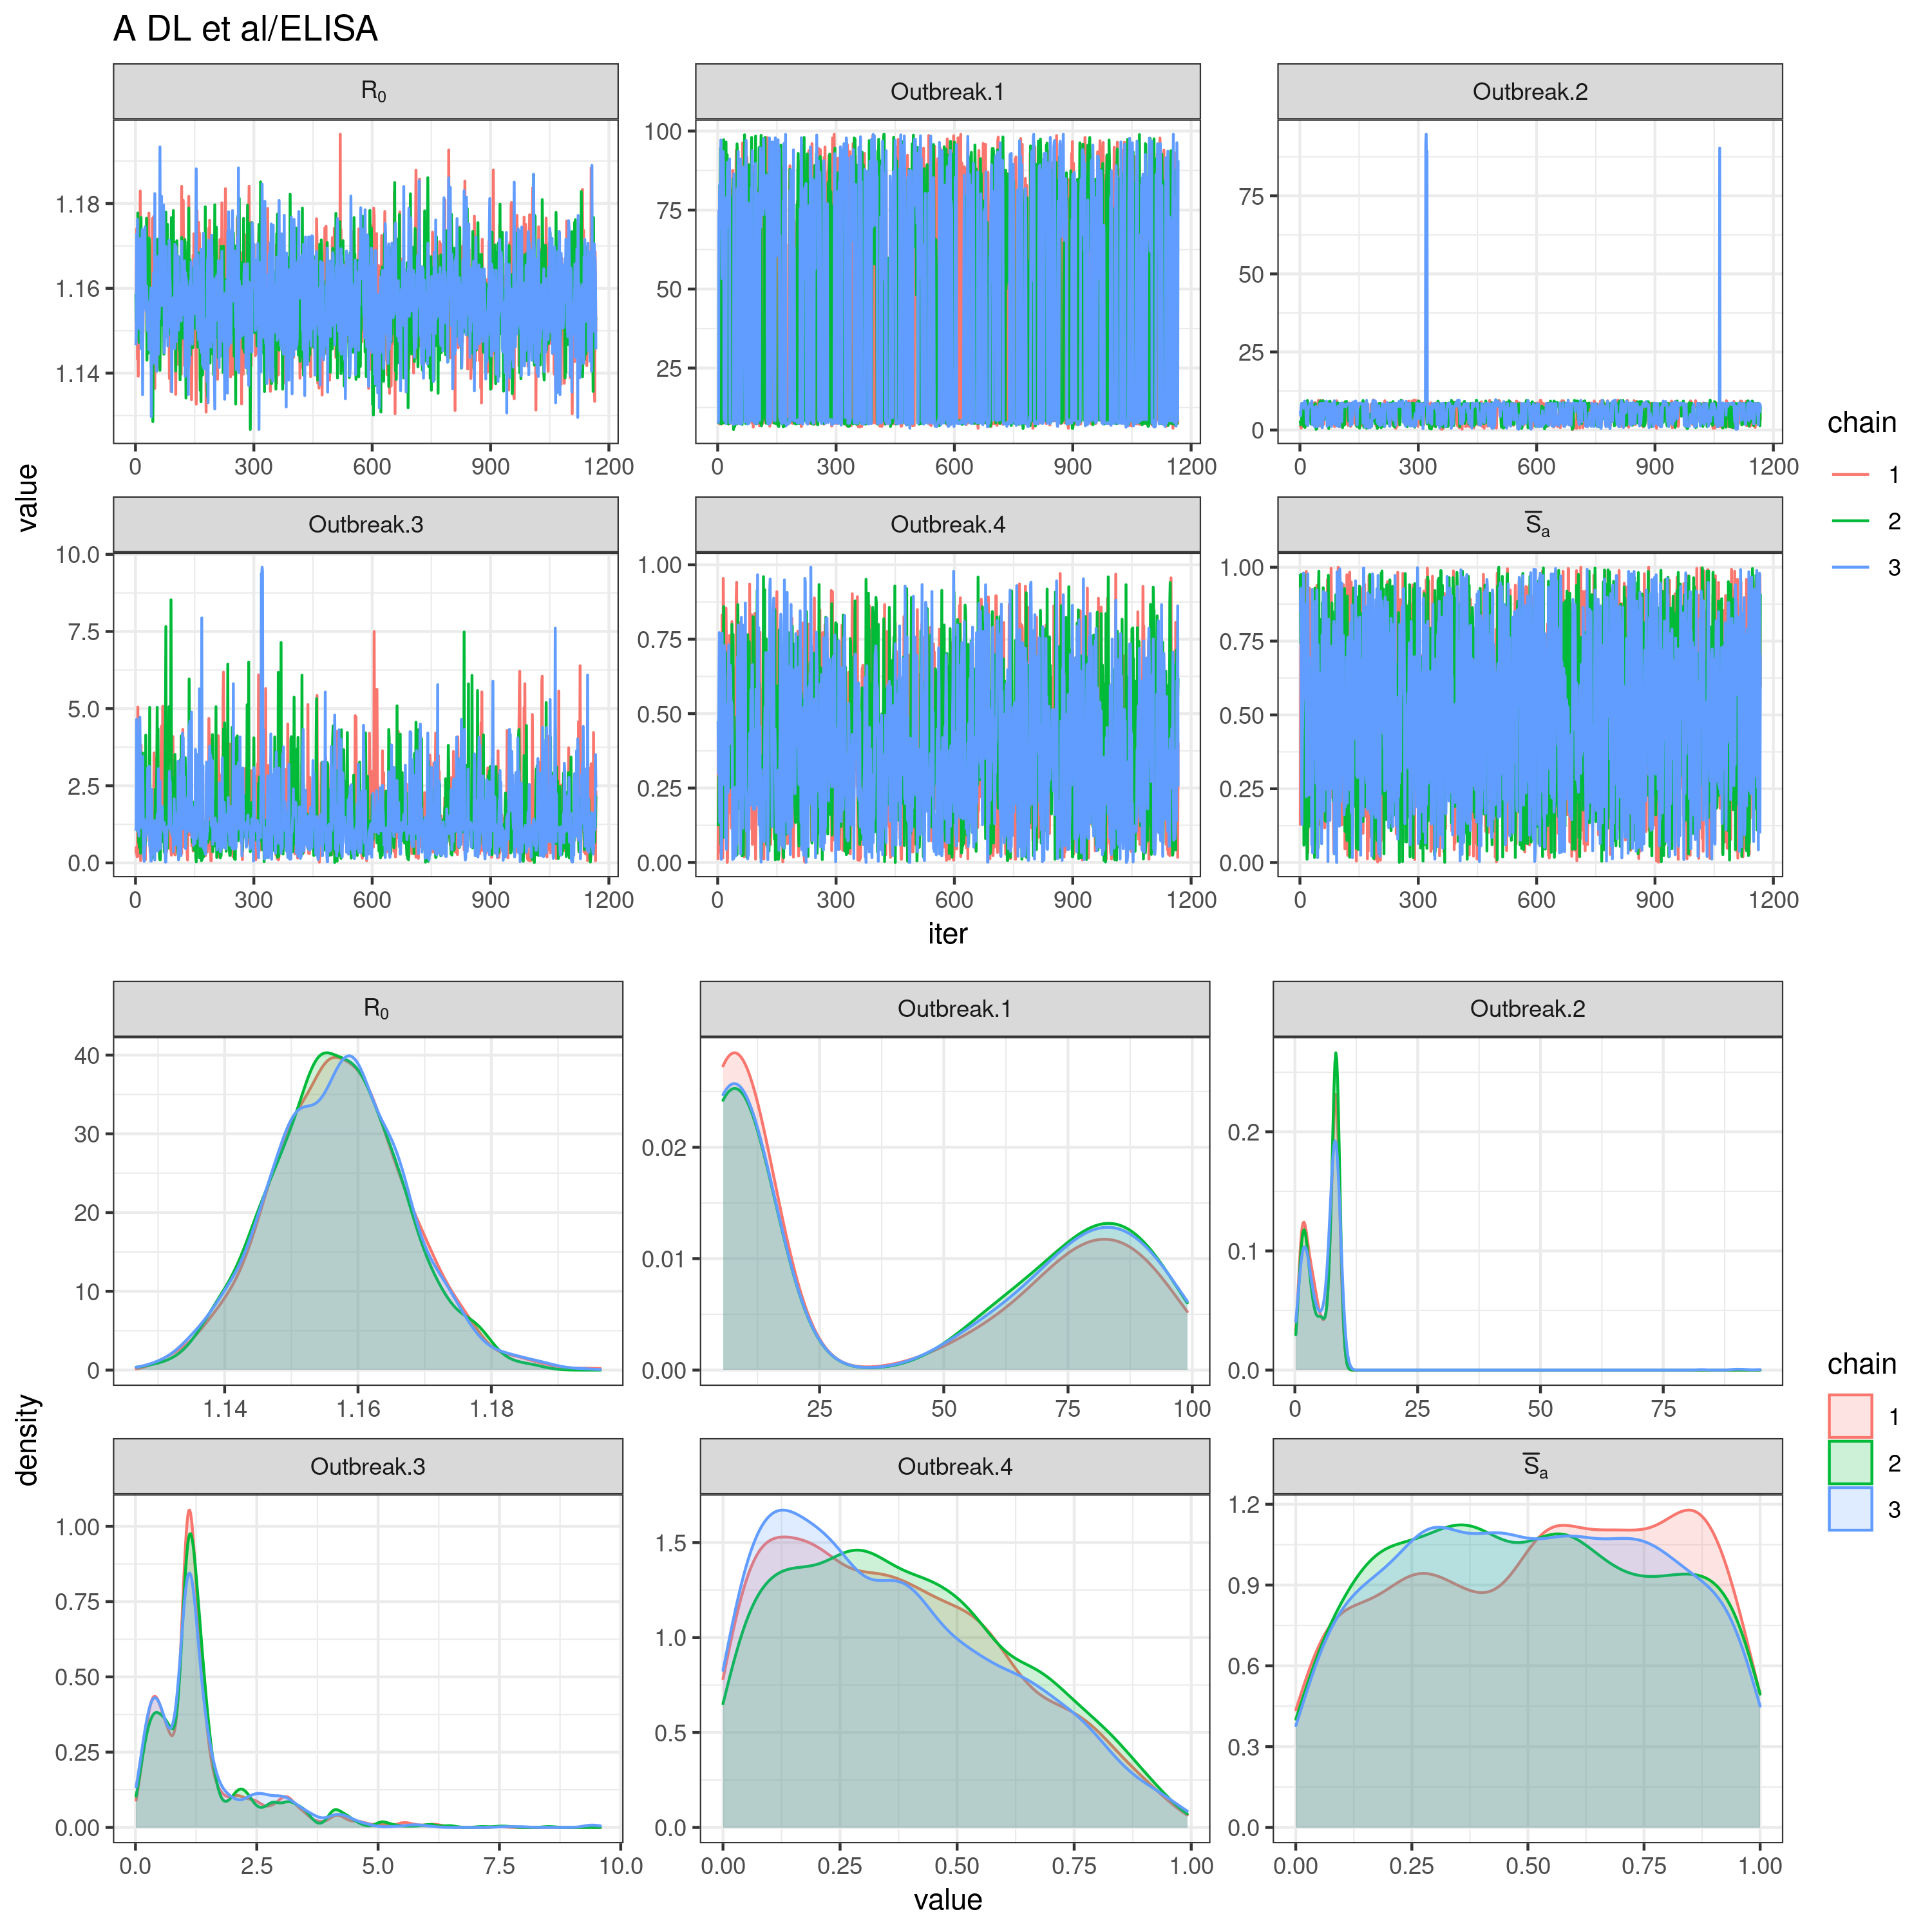 A DL et al/ELISA
R₀ Outbreak.1 Outbreak.2
1.18
1.16
1.14
0 300 600 900 1200
100
75
50
25
0 300 600 900 1200
75
50
25
0
0 300 600 900 1200
value
Outbreak.3 Outbreak.4 S̅ₐ
10.0
7.5
5.0
2.5
0.0
0 300 600 900 1200
1.00
0.75
0.50
0.25
0.00
0 300 600 900 1200
1.00
0.75
0.50
0.25
0.00
0 300 600 900 1200
iter
chain
1
2
3
R₀ Outbreak.1 Outbreak.2
40
30
20
10
0
1.14 1.16 1.18
0.02
0.01
0.00
25 50 75 100
0.2
0.1
0.0
0 25 50 75
density
Outbreak.3 Outbreak.4 S̅ₐ
1.00
0.75
0.50
0.25
0.00
0.0 2.5 5.0 7.5 10.0
1.5
1.0
0.5
0.0
0.00 0.25 0.50 0.75 1.00
1.2
0.9
0.6
0.3
0.0
0.00 0.25 0.50 0.75 1.00
value
chain
1
2
3